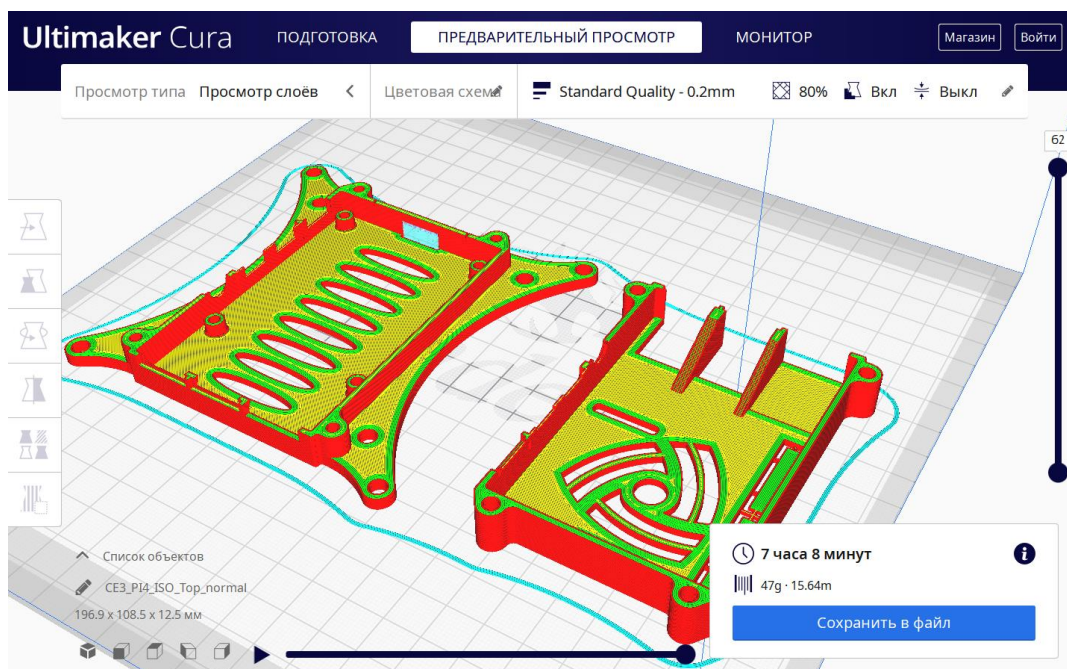 Ultimaker Cura ПОДГОТОВКА ПРЕДВАРИТЕЛЬНЫЙ ПРОСМОТР МОНИТОР Магазин Войти
Просмотр типа Просмотр слоёв Цветовая схема Standard Quality - 0.2mm 80% Вкл Выкл
62
Список объектов
CE3_PI4_ISO_Top_normal
196.9 x 108.5 x 12.5 мм
7 часа 8 минут
47g · 15.64m
Сохранить в файл